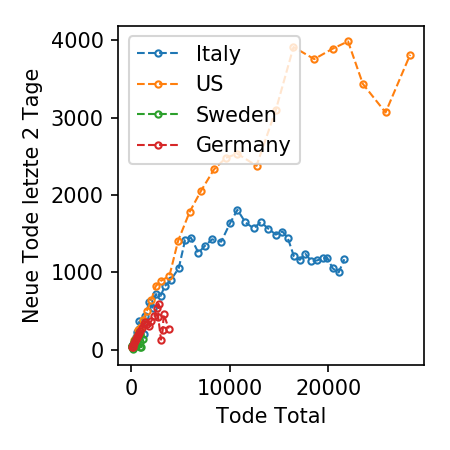 Neue Tode letzte 2 Tage
4000
3000
2000
1000
0
Italy
US
Sweden
Germany
0
10000
20000
Tode Total